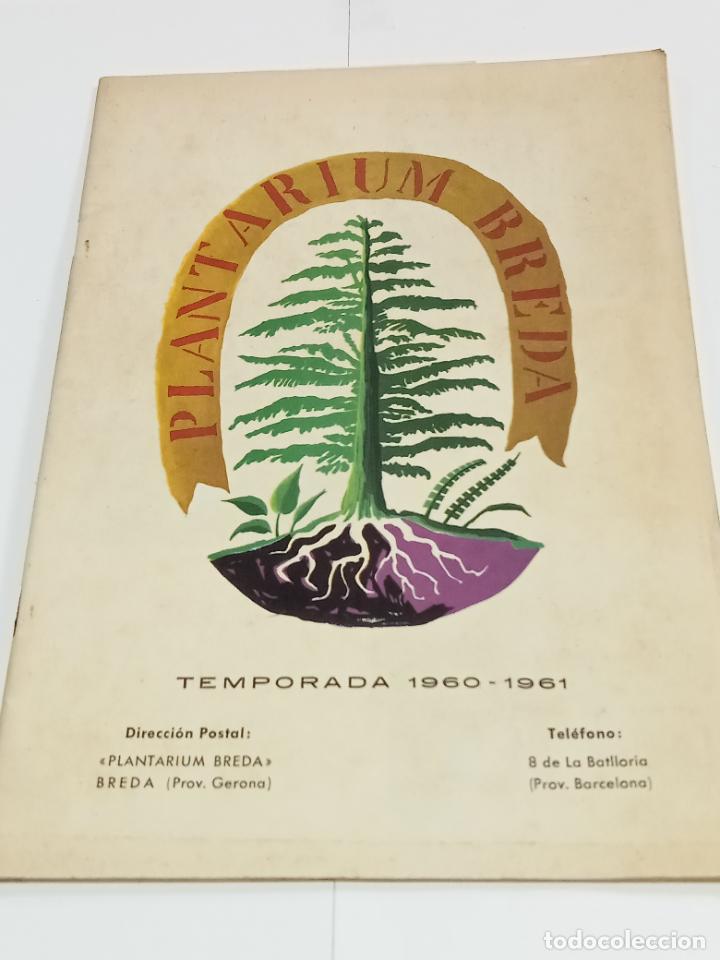 PLANTARIUM BREDA
TEMPORADA 1960-1961
Dirección Postal:
«PLANTARIUM BREDA»
BREDA (Prov. Gerona)
Teléfono:
8 de La Batlloria
(Prov. Barcelona)
todocoleccion